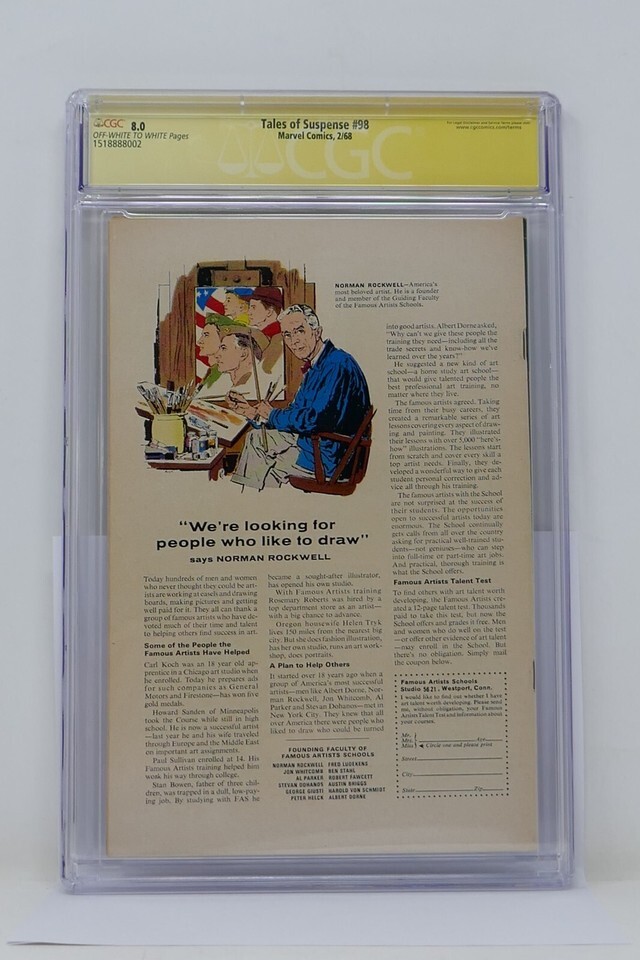 CGC 8.0
OFF-WHITE TO WHITE Pages
1518888002
Tales of Suspense #98
Marvel Comics, 2/68
www.cgccomics.com/terms
CGC
NORMAN ROCKWELL—America's
most beloved artist. He is a founder
and member of the Guiding Faculty
of the Famous Artists Schools.
"We're looking for
people who like to draw"
says NORMAN ROCKWELL
Today hundreds of men and women
who never thought they could be art-
ists are working at easels and drawing
boards, making pictures and getting
well paid for it. They all can thank a
group of famous artists who have de-
voted much of their time and talent
to helping others find success in art.
Some of the People the
Famous Artists Have Helped
Carl Koch was an 18 year old ap-
prentice in a Chicago art studio when
he enrolled. Today he prepares ads
for such companies as General
Motors and Firestone—has won five
gold medals.
Howard Sanden of Minneapolis
took the Course while still in high
school. He is now a successful artist
—last year he and his wife traveled
through Europe and the Middle East
on important art assignments.
Paul Sullivan enrolled at 14. His
Famous Artists training helped him
work his way through college.
Stan Bowen, father of three chil-
dren, was trapped in a dull, low-pay-
ing job. By studying with FAS he
became a sought-after illustrator,
has opened his own studio.
With Famous Artists training
Rosemary Roberts was hired by a
top department store as an artist—
with a big chance to advance.
Oregon housewife Helen Tryk
lives 150 miles from the nearest big
city. But she does fashion illustration,
has her own studio, runs an art work-
shop, does portraits.
A Plan to Help Others
It started over 18 years ago when a
group of America's most successful
artists—men like Albert Dorne, Nor-
man Rockwell, Jon Whitcomb, Al
Parker and Stevan Dohanos—met in
New York City. They knew that all
over America there were people who
liked to draw who could be turned
into good artists. Albert Dorne asked,
"Why can't we give these people the
training they need—including all the
trade secrets and know-how we've
learned over the years?"
He suggested a new kind of art
school—a home study art school—
that would give talented people the
best professional art training, no
matter where they live.
The famous artists agreed. Taking
time from their busy careers, they
created a remarkable series of art
lessons covering every aspect of draw-
ing and painting. They illustrated
their lessons with over 5,000 "here's-
how" illustrations. The lessons start
from scratch and cover every skill a
top artist needs. Finally, they de-
veloped a wonderful way to give each
student personal correction and ad-
vice all through his training.
The famous artists with the School
are not surprised at the success of
their students. The opportunities
open to successful artists today are
enormous. The School continually
gets calls from all over the country
asking for practical well-trained stu-
dents—not geniuses—who can step
into full-time or part-time art jobs.
And practical, thorough training is
what the School offers.
Famous Artists Talent Test
To find others with art talent worth
developing, the Famous Artists cre-
ated a 12-page talent test. Thousands
paid to take this test, but now the
School offers and grades it free. Men
and women who do well on the test
—or offer other evidence of art talent
—may enroll in the School. But
there's no obligation. Simply mail
the coupon below.
FOUNDING FACULTY OF
FAMOUS ARTISTS SCHOOLS
NORMAN ROCKWELL FRED LUDEKENS
JON WHITCOMB BEN STAHL
AL PARKER ROBERT FAWCETT
STEVAN DOHANOS AUSTIN BRIGGS
GEORGE GIUSTI HAROLD VON SCHMIDT
PETER HELCK ALBERT DORNE
Famous Artists Schools
Studio 5621, Westport, Conn.
I would like to find out whether I have
art talent worth developing. Please send
me, without obligation, your Famous
Artists Talent Test and information about
your courses.
Mr.
Mrs. Age
Miss Circle one and please print
Street
City
State Zip